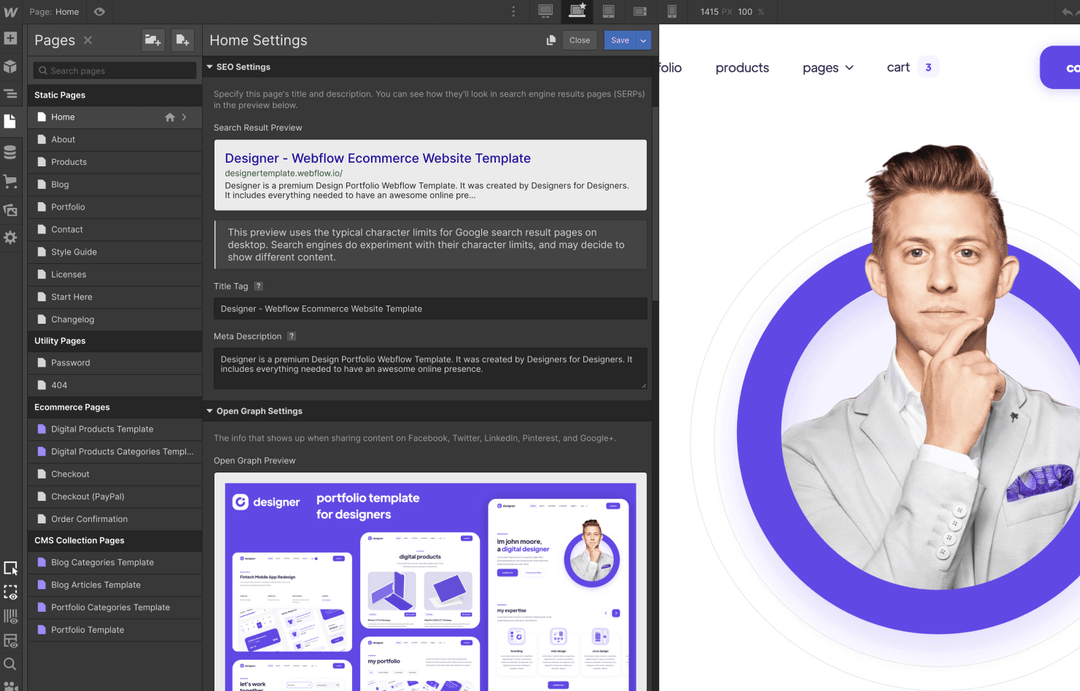 Page: Home
1415 PX 100 %
Pages
Search pages
Static Pages
Home
About
Products
Blog
Portfolio
Contact
Style Guide
Licenses
Start Here
Changelog
Utility Pages
Password
404
Ecommerce Pages
Digital Products Template
Digital Products Categories Templ...
Checkout
Checkout (PayPal)
Order Confirmation
CMS Collection Pages
Blog Categories Template
Blog Articles Template
Portfolio Categories Template
Portfolio Template
Home Settings
Close
Save
SEO Settings
Specify this page's title and description. You can see how they'll look in search engine results pages (SERPs)
in the preview below.
Search Result Preview
Designer - Webflow Ecommerce Website Template
designertemplate.webflow.io/
Designer is a premium Design Portfolio Webflow Template. It was created by Designers for Designers.
It includes everything needed to have an awesome online pre...
This preview uses the typical character limits for Google search result pages on
desktop. Search engines do experiment with their character limits, and may decide to
show different content.
Title Tag ?
Designer - Webflow Ecommerce Website Template
Meta Description ?
Designer is a premium Design Portfolio Webflow Template. It was created by Designers for Designers. It
includes everything needed to have an awesome online presence.
Open Graph Settings
The info that shows up when sharing content on Facebook, Twitter, LinkedIn, Pinterest, and Google+.
Open Graph Preview
designer
portfolio template
for designers
Fintech Mobile App Redesign
designer
digital products
my portfolio
let's work
together
designer
im john moore,
a digital designer
my expertise
branding
web design
ui/ux design
folio products pages cart 3
co